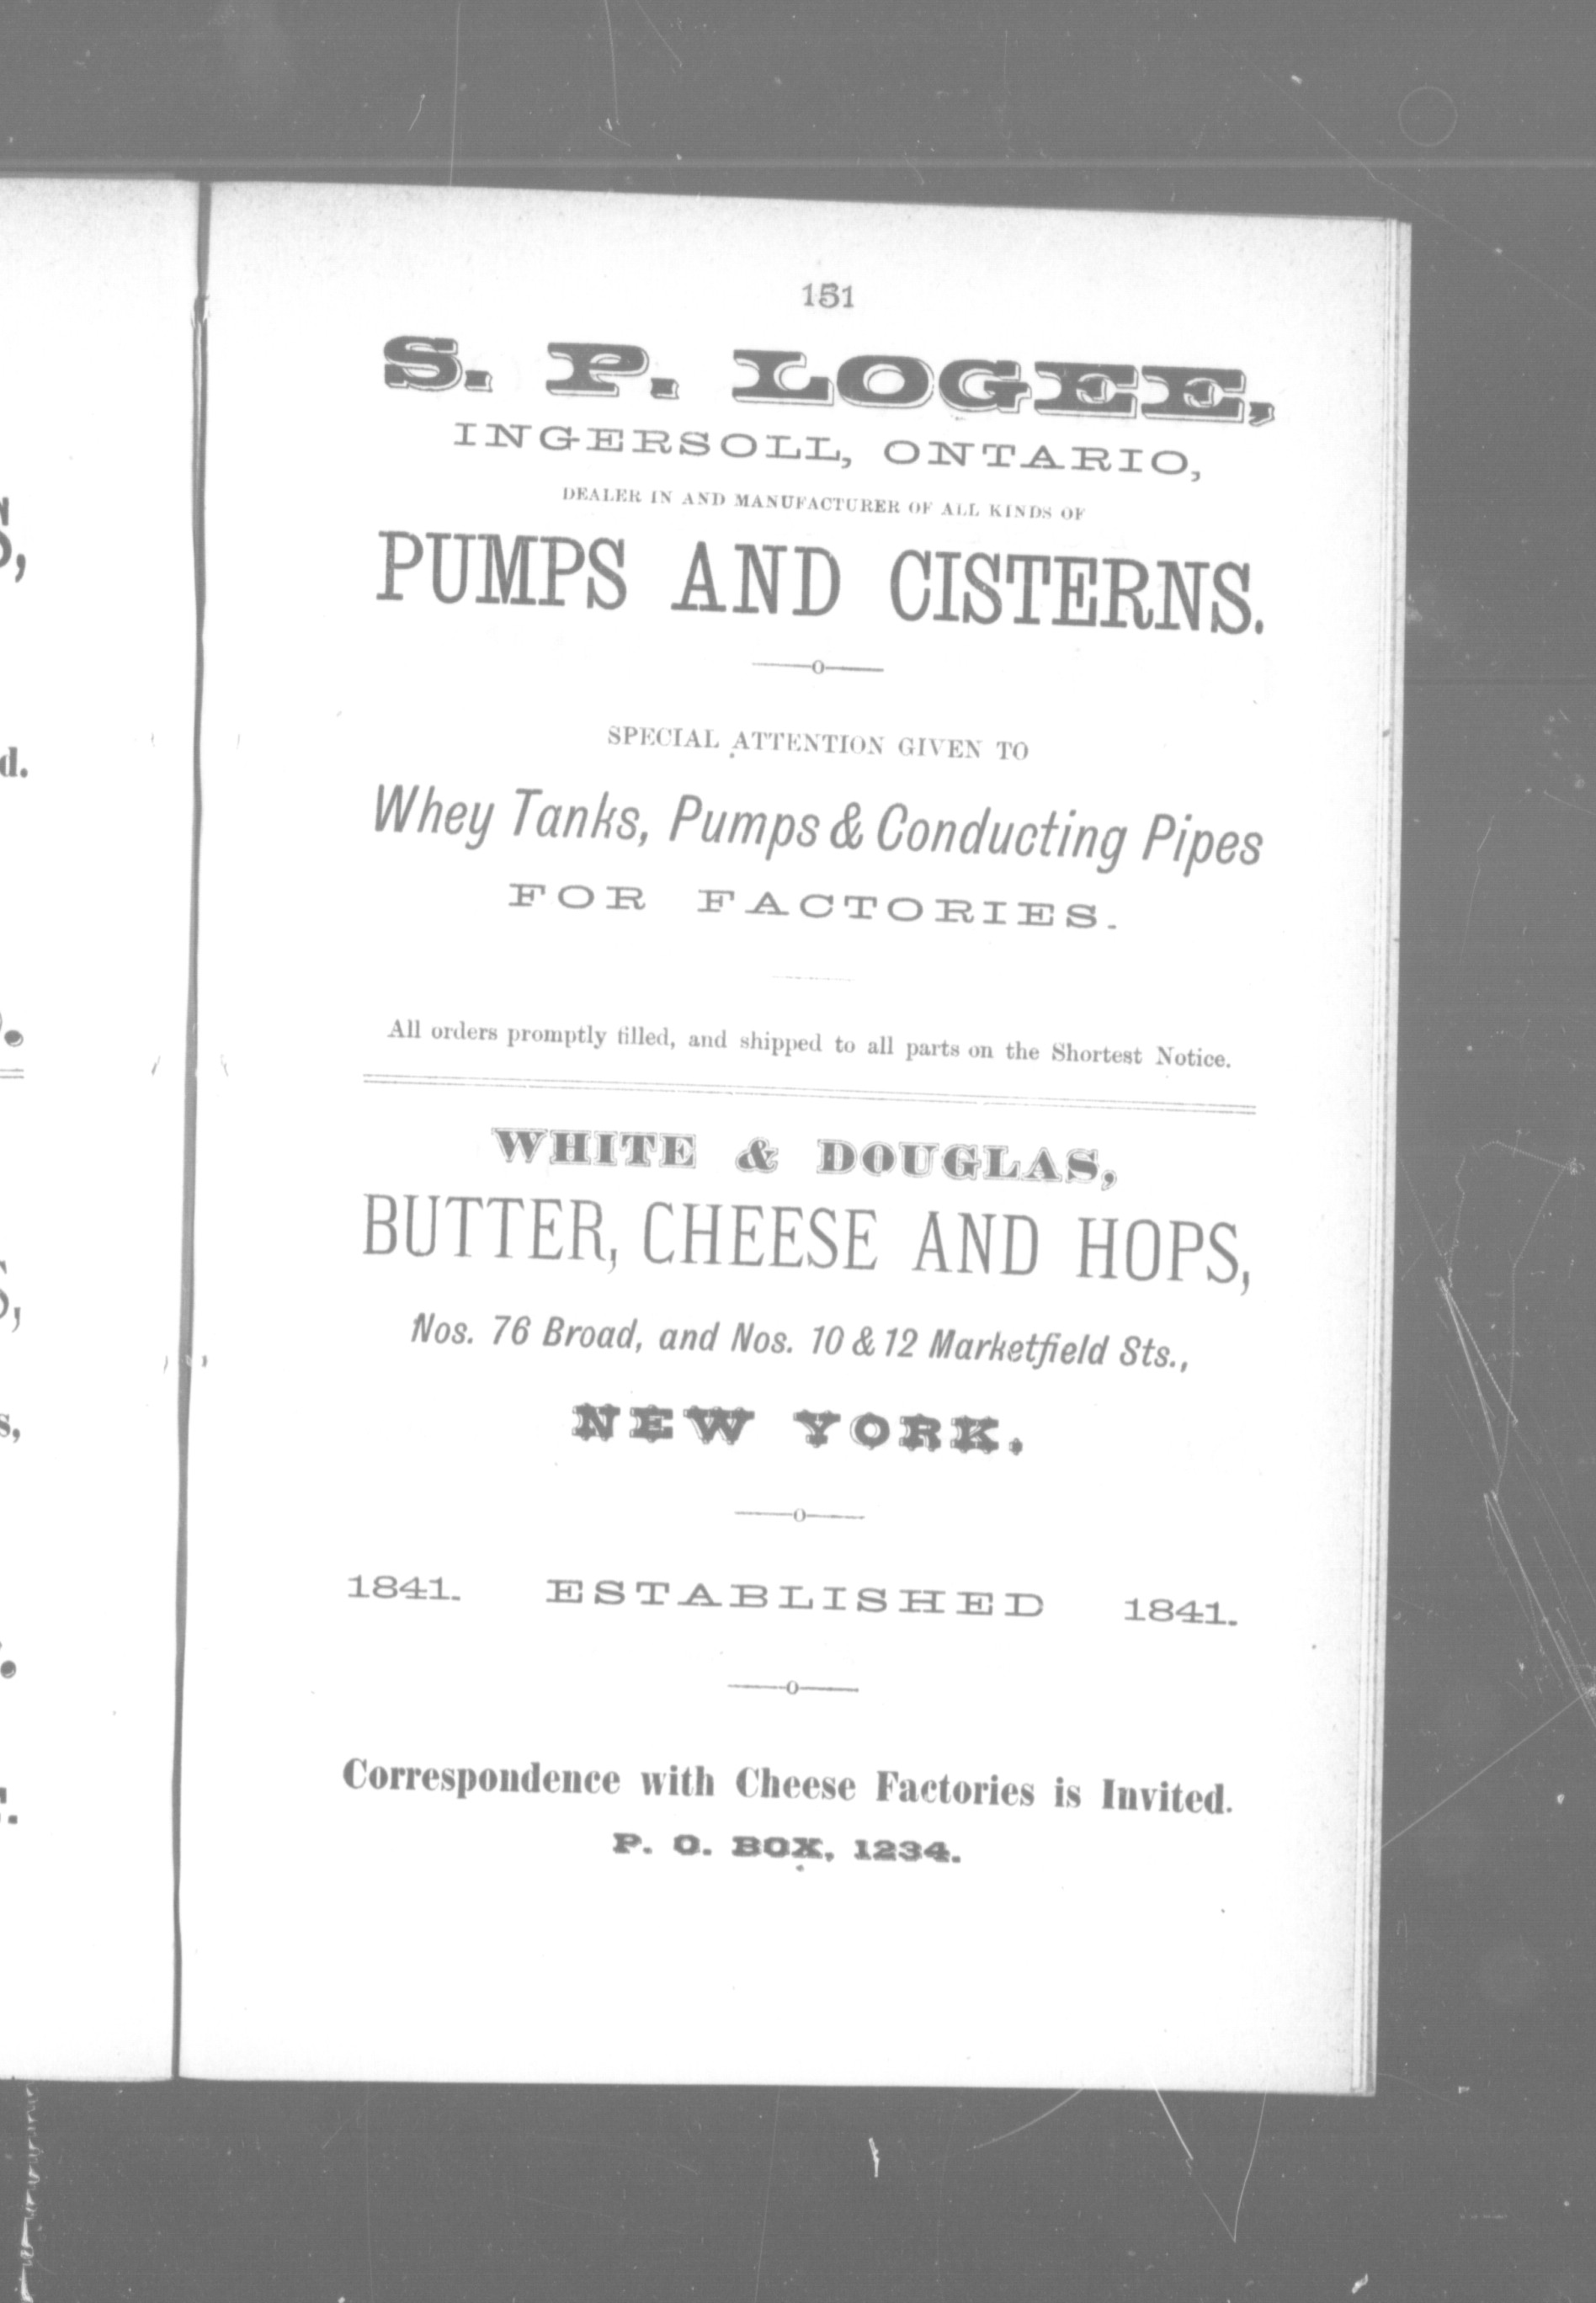 151
S. P. LOGEE,
INGERSOLL, ONTARIO,
DEALER IN AND MANUFACTURER OF ALL KINDS OF
PUMPS AND CISTERNS.
——o——
SPECIAL ATTENTION GIVEN TO
Whey Tanks, Pumps & Conducting Pipes
FOR FACTORIES.
All orders promptly filled, and shipped to all parts on the Shortest Notice.
WHITE & DOUGLAS,
BUTTER, CHEESE AND HOPS,
Nos. 76 Broad, and Nos. 10 & 12 Marketfield Sts.,
NEW YORK.
——o——
1841. ESTABLISHED 1841.
——o——
Correspondence with Cheese Factories is Invited.
P. O. BOX, 1234.